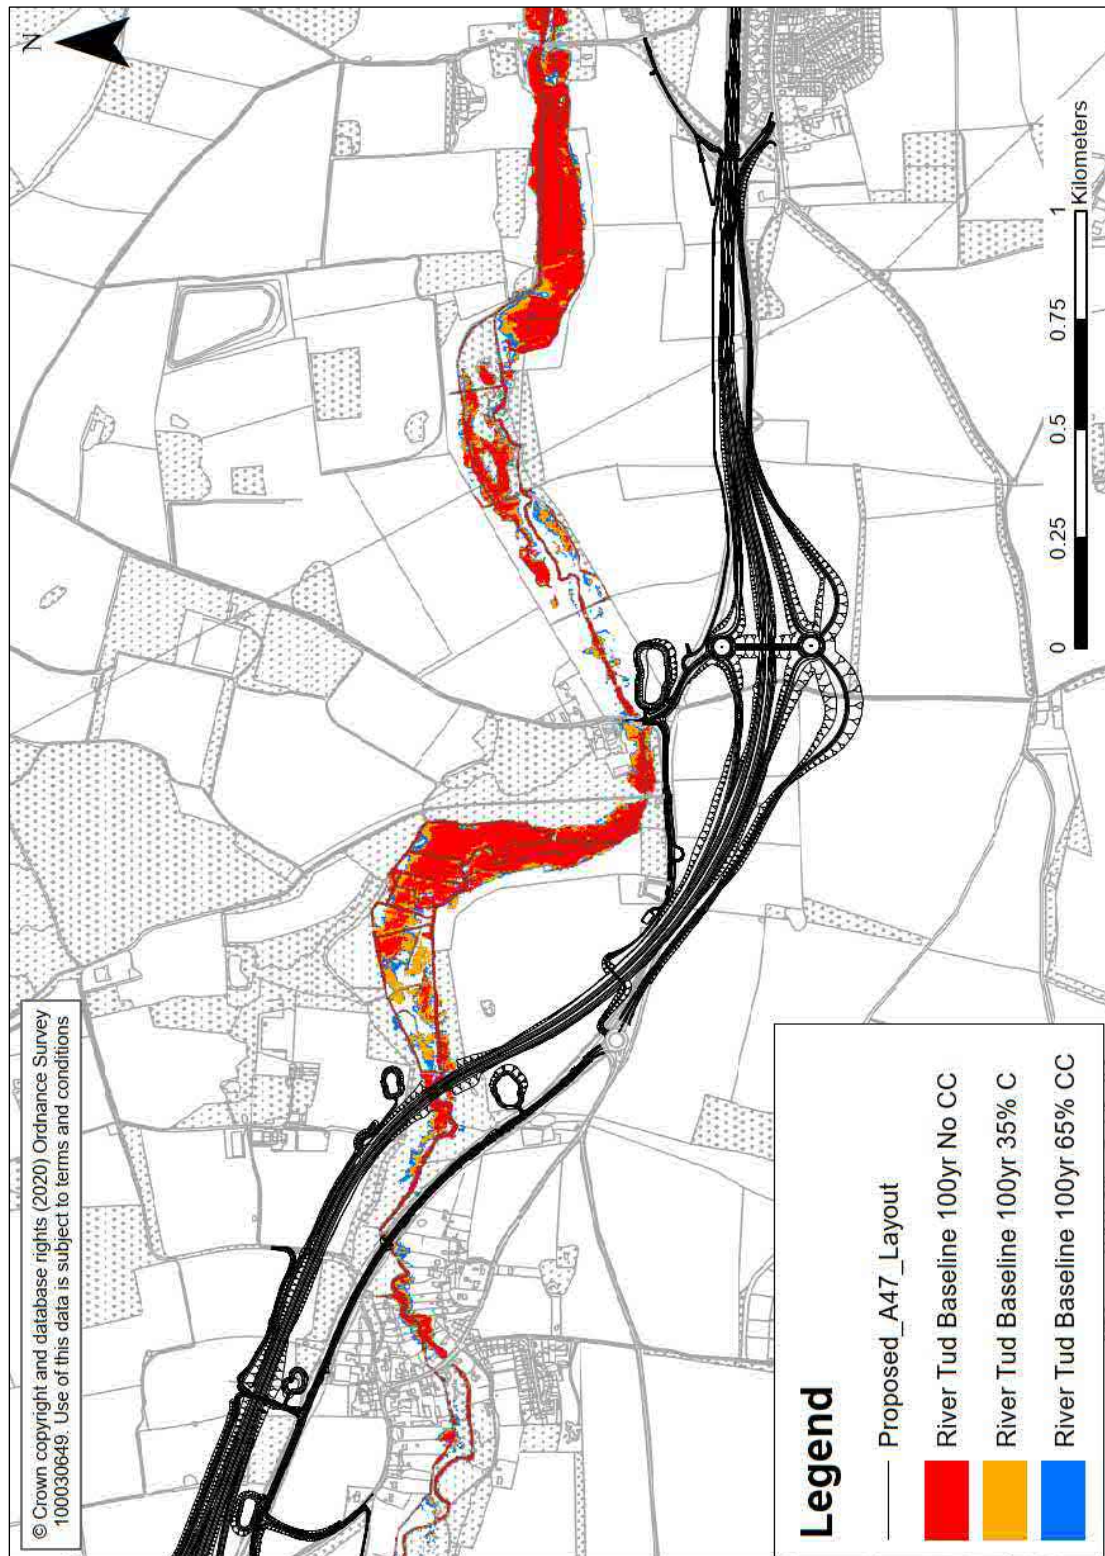 © Crown copyright and database rights (2020) Ordnance Survey
100030649. Use of this data is subject to terms and conditions
N
Legend
Proposed_A47_Layout
River Tud Baseline 100yr No CC
River Tud Baseline 100yr 35% C
River Tud Baseline 100yr 65% CC
0 0.25 0.5 0.75 1
Kilometers